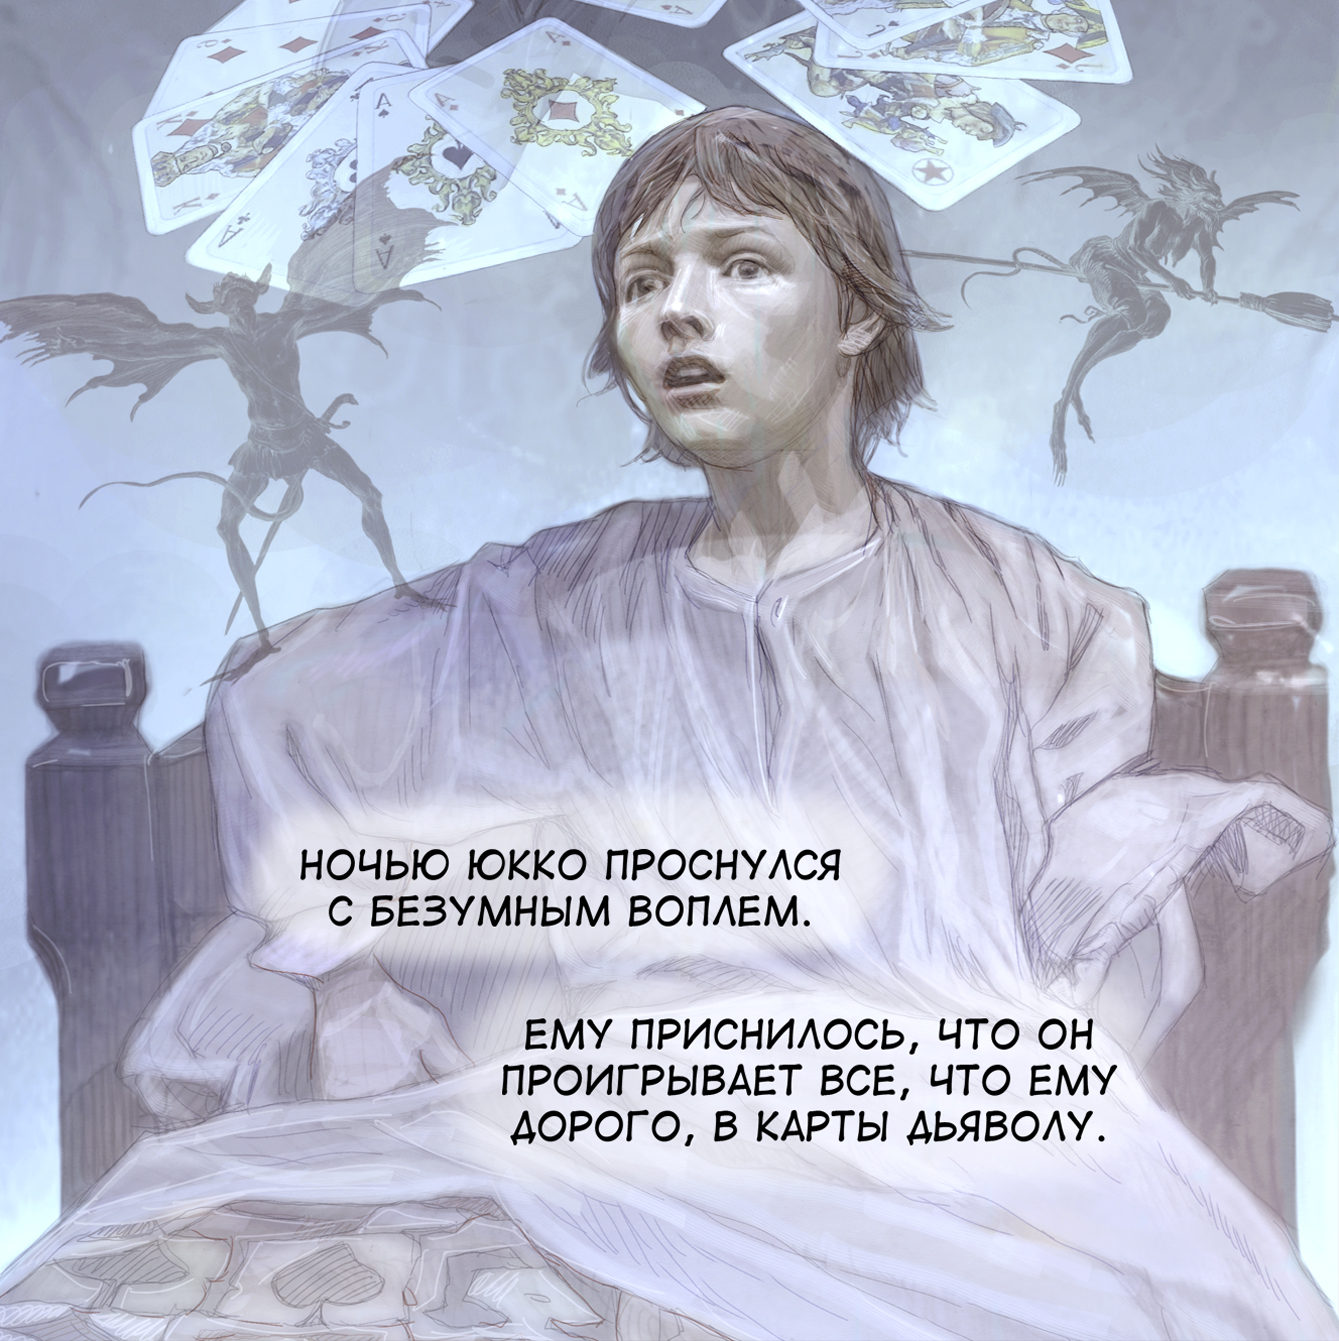 НОЧЬЮ ЮККО ПРОСНУЛСЯ
С БЕЗУМНЫМ ВОПЛЕМ.
ЕМУ ПРИСНИЛОСЬ, ЧТО ОН
ПРОИГРЫВАЕТ ВСЕ, ЧТО ЕМУ
ДОРОГО, В КАРТЫ ДЬЯВОЛУ.